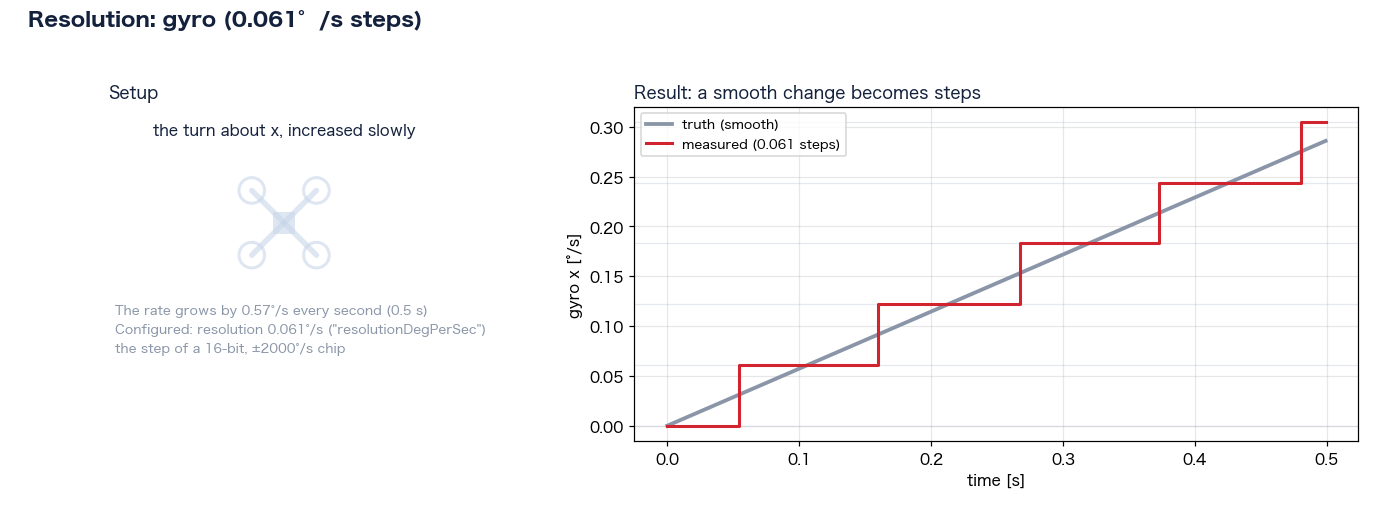 Resolution: gyro (0.061° /s steps)
Setup
the turn about x, increased slowly
The rate grows by 0.57°/s every second (0.5 s)
Configured: resolution 0.061°/s ("resolutionDegPerSec")
the step of a 16-bit, ±2000°/s chip
Result: a smooth change becomes steps
truth (smooth)
measured (0.061 steps)
gyro x [°/s]
0.30
0.25
0.20
0.15
0.10
0.05
0.00
0.0 0.1 0.2 0.3 0.4 0.5
time [s]